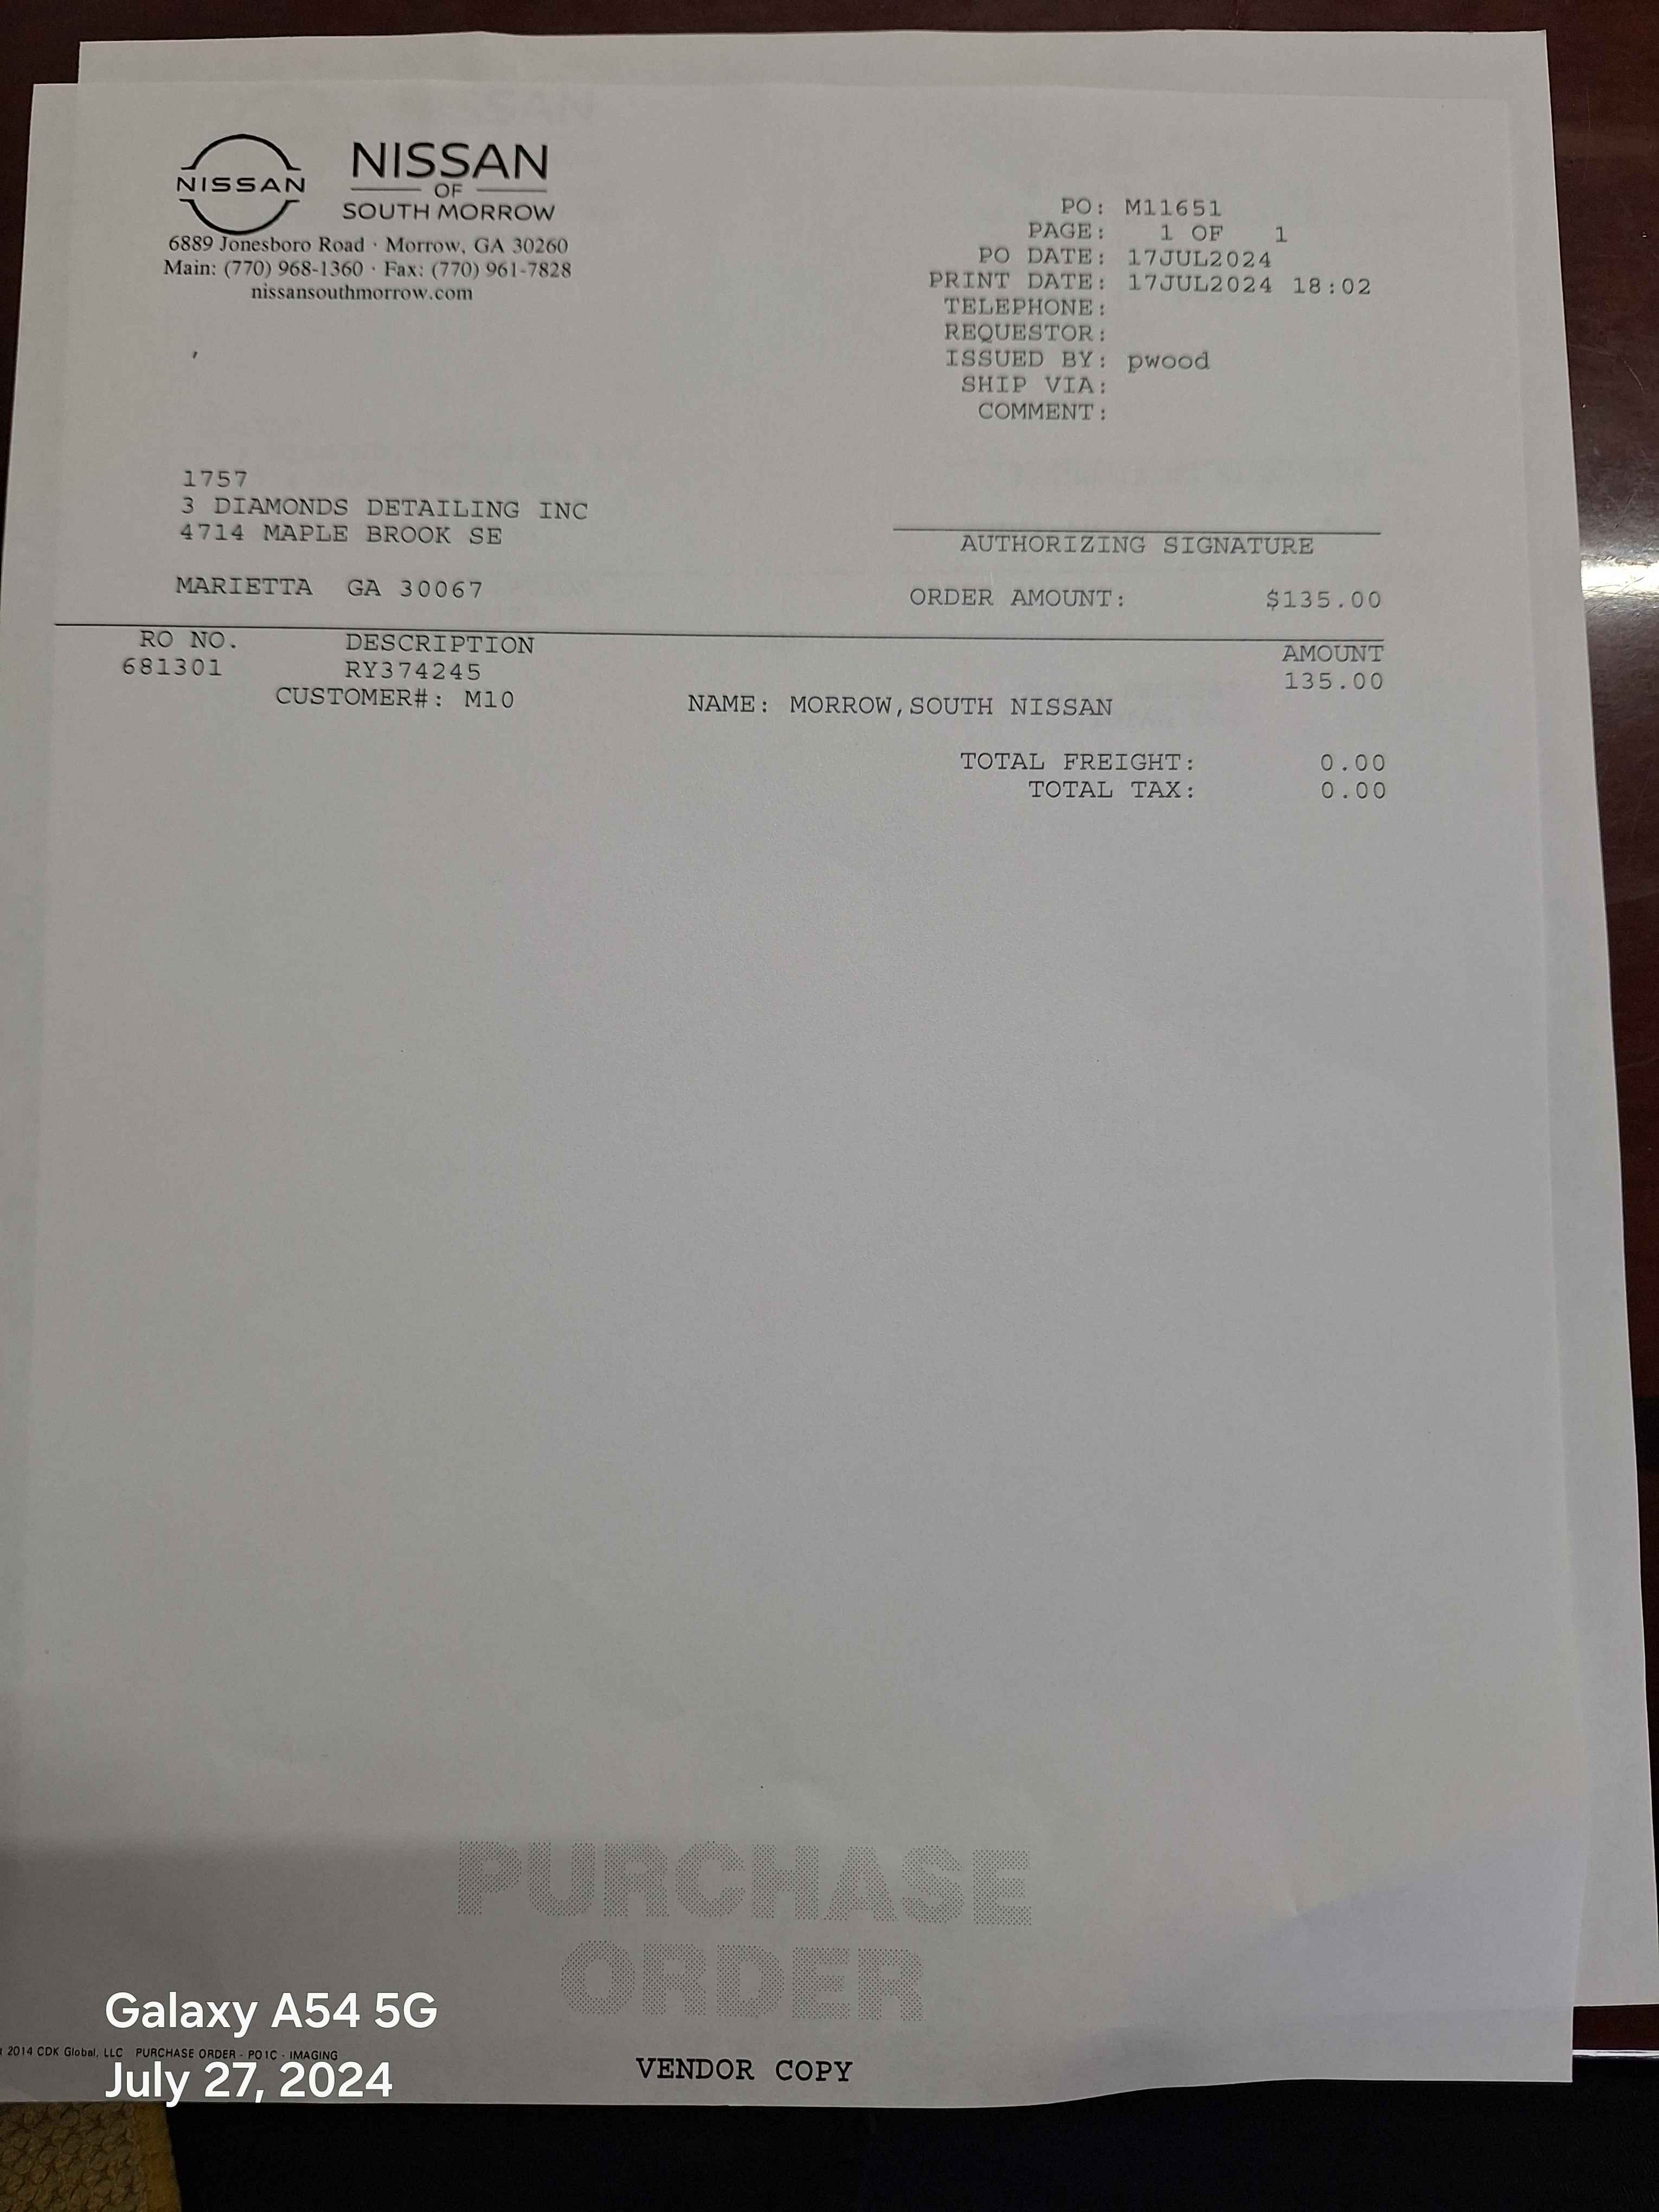 NISSAN
NISSAN
OF
SOUTH MORROW
6889 Jonesboro Road · Morrow, GA 30260
Main: (770) 968-1360 · Fax: (770) 961-7828
nissansouthmorrow.com
PO: M11651
PAGE: 1 OF 1
PO DATE: 17JUL2024
PRINT DATE: 17JUL2024 18:02
TELEPHONE:
REQUESTOR:
ISSUED BY: pwood
SHIP VIA:
COMMENT:
,
1757
3 DIAMONDS DETAILING INC
4714 MAPLE BROOK SE
MARIETTA GA 30067
AUTHORIZING SIGNATURE
ORDER AMOUNT: $135.00
RO NO. DESCRIPTION AMOUNT
681301 RY374245 135.00
CUSTOMER#: M10 NAME: MORROW,SOUTH NISSAN
TOTAL FREIGHT: 0.00
TOTAL TAX: 0.00
PURCHASE
ORDER
Galaxy A54 5G
2014 CDK Global, LLC PURCHASE ORDER - PO1C - IMAGING
July 27, 2024
VENDOR COPY